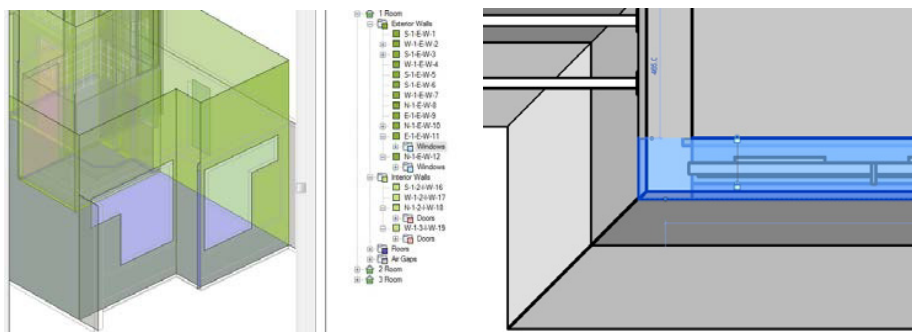 1 Room
Exterior Walls
S-1-E-W-1
W-1-E-W-2
S-1-E-W-3
W-1-E-W-4
S-1-E-W-5
S-1-E-W-6
W-1-E-W-7
N-1-E-W-8
E-1-E-W-9
N-1-E-W-10
E-1-E-W-11
Windows
N-1-E-W-12
Windows
Interior Walls
S-1-2-I-W-16
W-1-2-I-W-17
N-1-2-I-W-18
Doors
W-1-3-I-W-19
Doors
Air Gaps
2 Room
3 Room